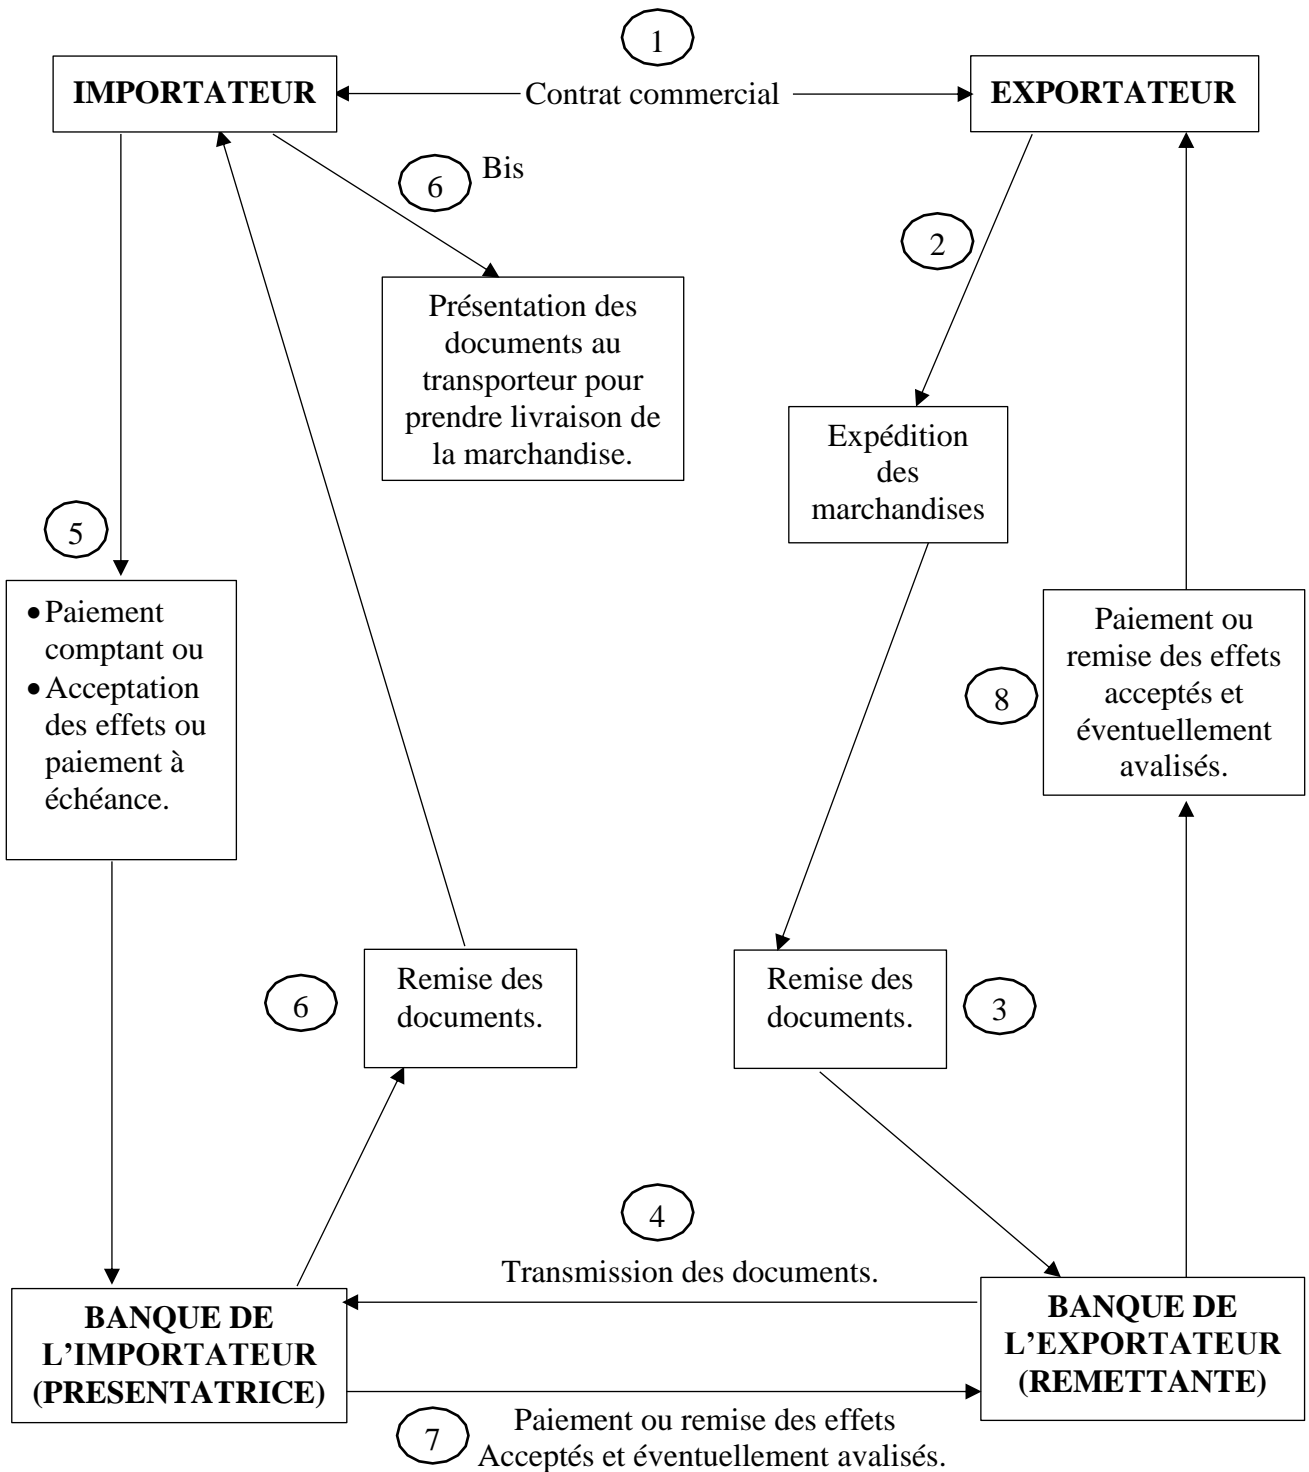 1
IMPORTATEUR
Contrat commercial
EXPORTATEUR
6
Bis
2
Présentation des
documents au
transporteur pour
prendre livraison de
la marchandise.
Expédition
des
marchandises
5
• Paiement
comptant ou
• Acceptation
des effets ou
paiement à
échéance.
Paiement ou
remise des effets
acceptés et
éventuellement
avalisés.
8
6
Remise des
documents.
Remise des
documents.
3
4
Transmission des documents.
BANQUE DE
L’IMPORTATEUR
(PRESENTATRICE)
BANQUE DE
L’EXPORTATEUR
(REMETTANTE)
7
Paiement ou remise des effets
Acceptés et éventuellement avalisés.